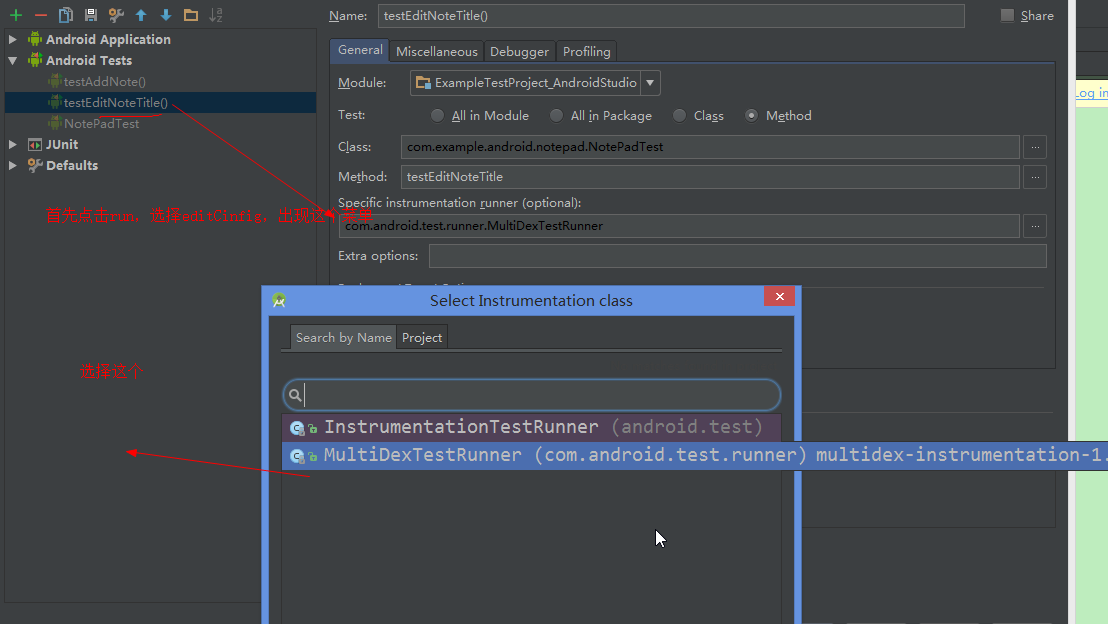 Name: testEditNoteTitle() Share
Android Application
Android Tests
testAddNote()
testEditNoteTitle()
NotePadTest
JUnit
Defaults
General Miscellaneous Debugger Profiling
Module: ExampleTestProject_AndroidStudio
Test: All in Module All in Package Class Method
Class: com.example.android.notepad.NotePadTest ...
Method: testEditNoteTitle ...
Specific instrumentation runner (optional):
com.android.test.runner.MultiDexTestRunner ...
Extra options:
首先点击run，选择editCinfig，出现这个
选择这个
Log in
Select Instrumentation class
Search by Name Project
InstrumentationTestRunner (android.test)
MultiDexTestRunner (com.android.test.runner) multidex-instrumentation-1.